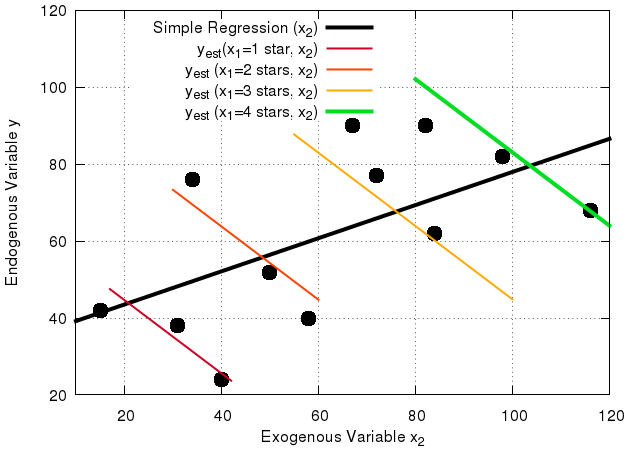 120
100
80
60
40
20
20 40 60 80 100 120
Endogenous Variable y
Exogenous Variable x2
Simple Regression (x2)
yest(x1=1 star, x2)
yest (x1=2 stars, x2)
yest (x1=3 stars, x2)
yest (x1=4 stars, x2)